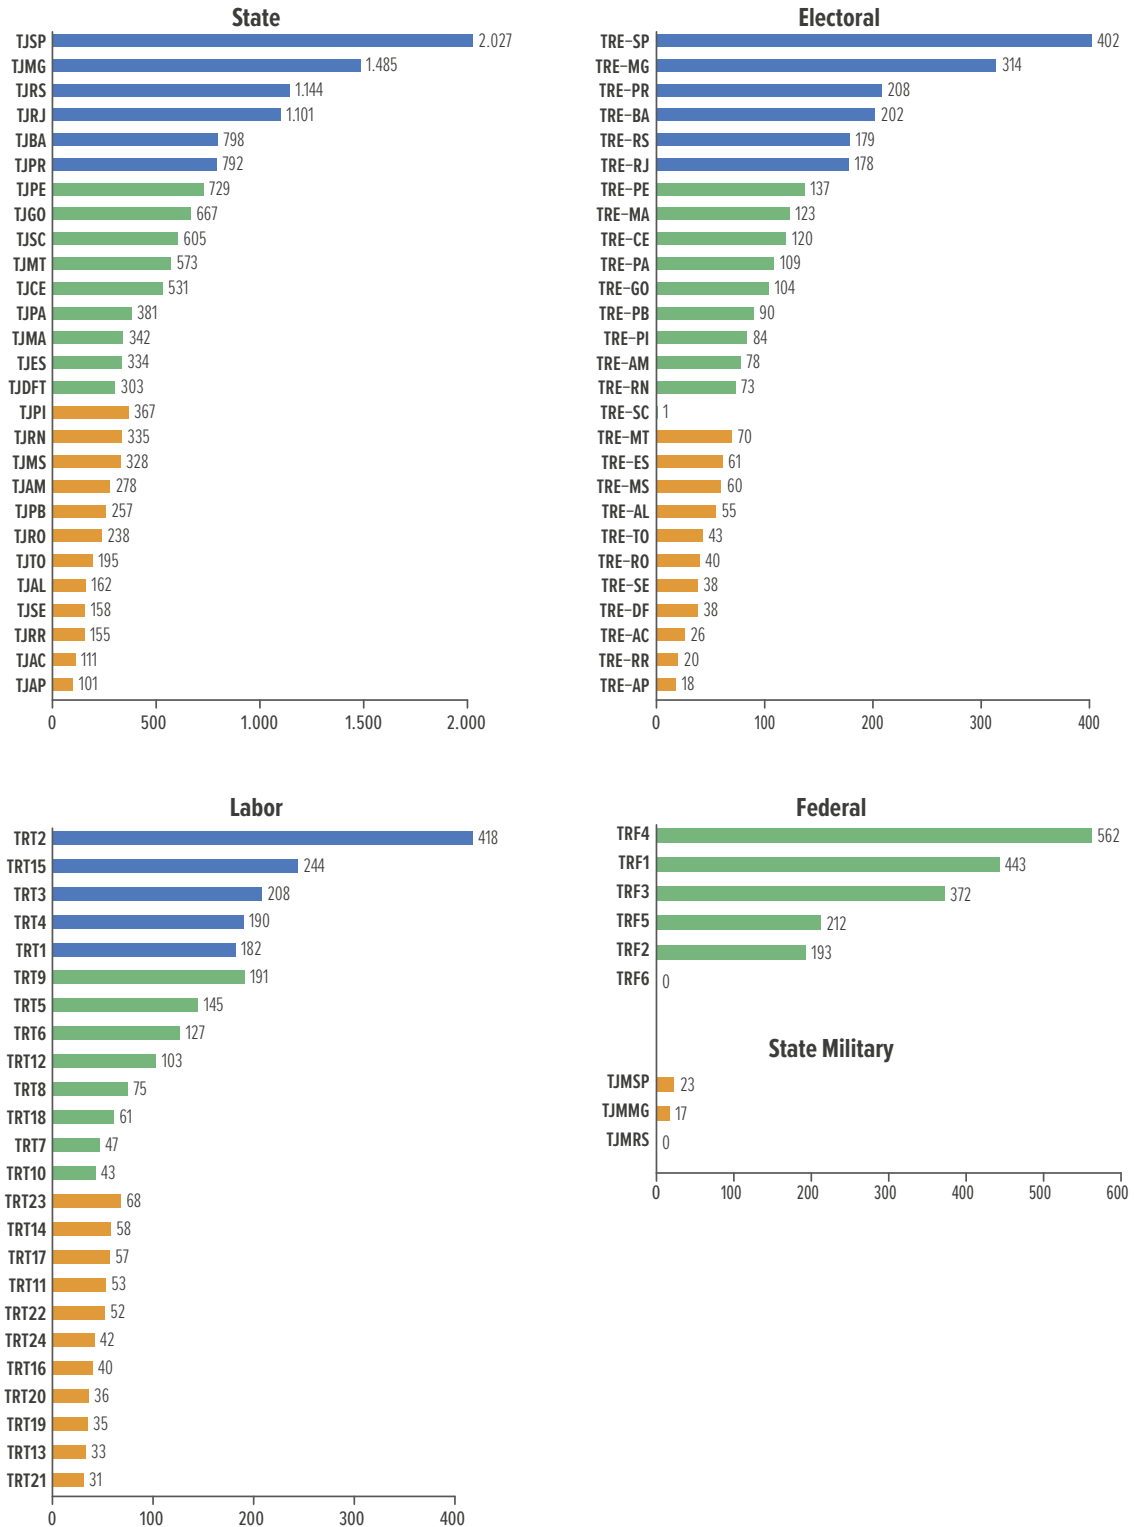 State
TJSP 2.027
TJMG 1.485
TJRS 1.144
TJRJ 1.101
TJBA 798
TJPR 792
TJPE 729
TJGO 667
TJSC 605
TJMT 573
TJCE 531
TJPA 381
TJMA 342
TJES 334
TJDFT 303
TJPI 367
TJRN 335
TJMS 328
TJAM 278
TJPB 257
TJRO 238
TJTO 195
TJAL 162
TJSE 158
TJRR 155
TJAC 111
TJAP 101
0 500 1.000 1.500 2.000
Electoral
TRE-SP 402
TRE-MG 314
TRE-PR 208
TRE-BA 202
TRE-RS 179
TRE-RJ 178
TRE-PE 137
TRE-MA 123
TRE-CE 120
TRE-PA 109
TRE-GO 104
TRE-PB 90
TRE-PI 84
TRE-AM 78
TRE-RN 73
TRE-SC 1
TRE-MT 70
TRE-ES 61
TRE-MS 60
TRE-AL 55
TRE-TO 43
TRE-RO 40
TRE-SE 38
TRE-DF 38
TRE-AC 26
TRE-RR 20
TRE-AP 18
0 100 200 300 400
Labor
TRT2 418
TRT15 244
TRT3 208
TRT4 190
TRT1 182
TRT9 191
TRT5 145
TRT6 127
TRT12 103
TRT8 75
TRT18 61
TRT7 47
TRT10 43
TRT23 68
TRT14 58
TRT17 57
TRT11 53
TRT22 52
TRT24 42
TRT16 40
TRT20 36
TRT19 35
TRT13 33
TRT21 31
0 100 200 300 400
Federal
TRF4 562
TRF1 443
TRF3 372
TRF5 212
TRF2 193
TRF6 0
State Military
TJMSP 23
TJMMG 17
TJMRS 0
0 100 200 300 400 500 600